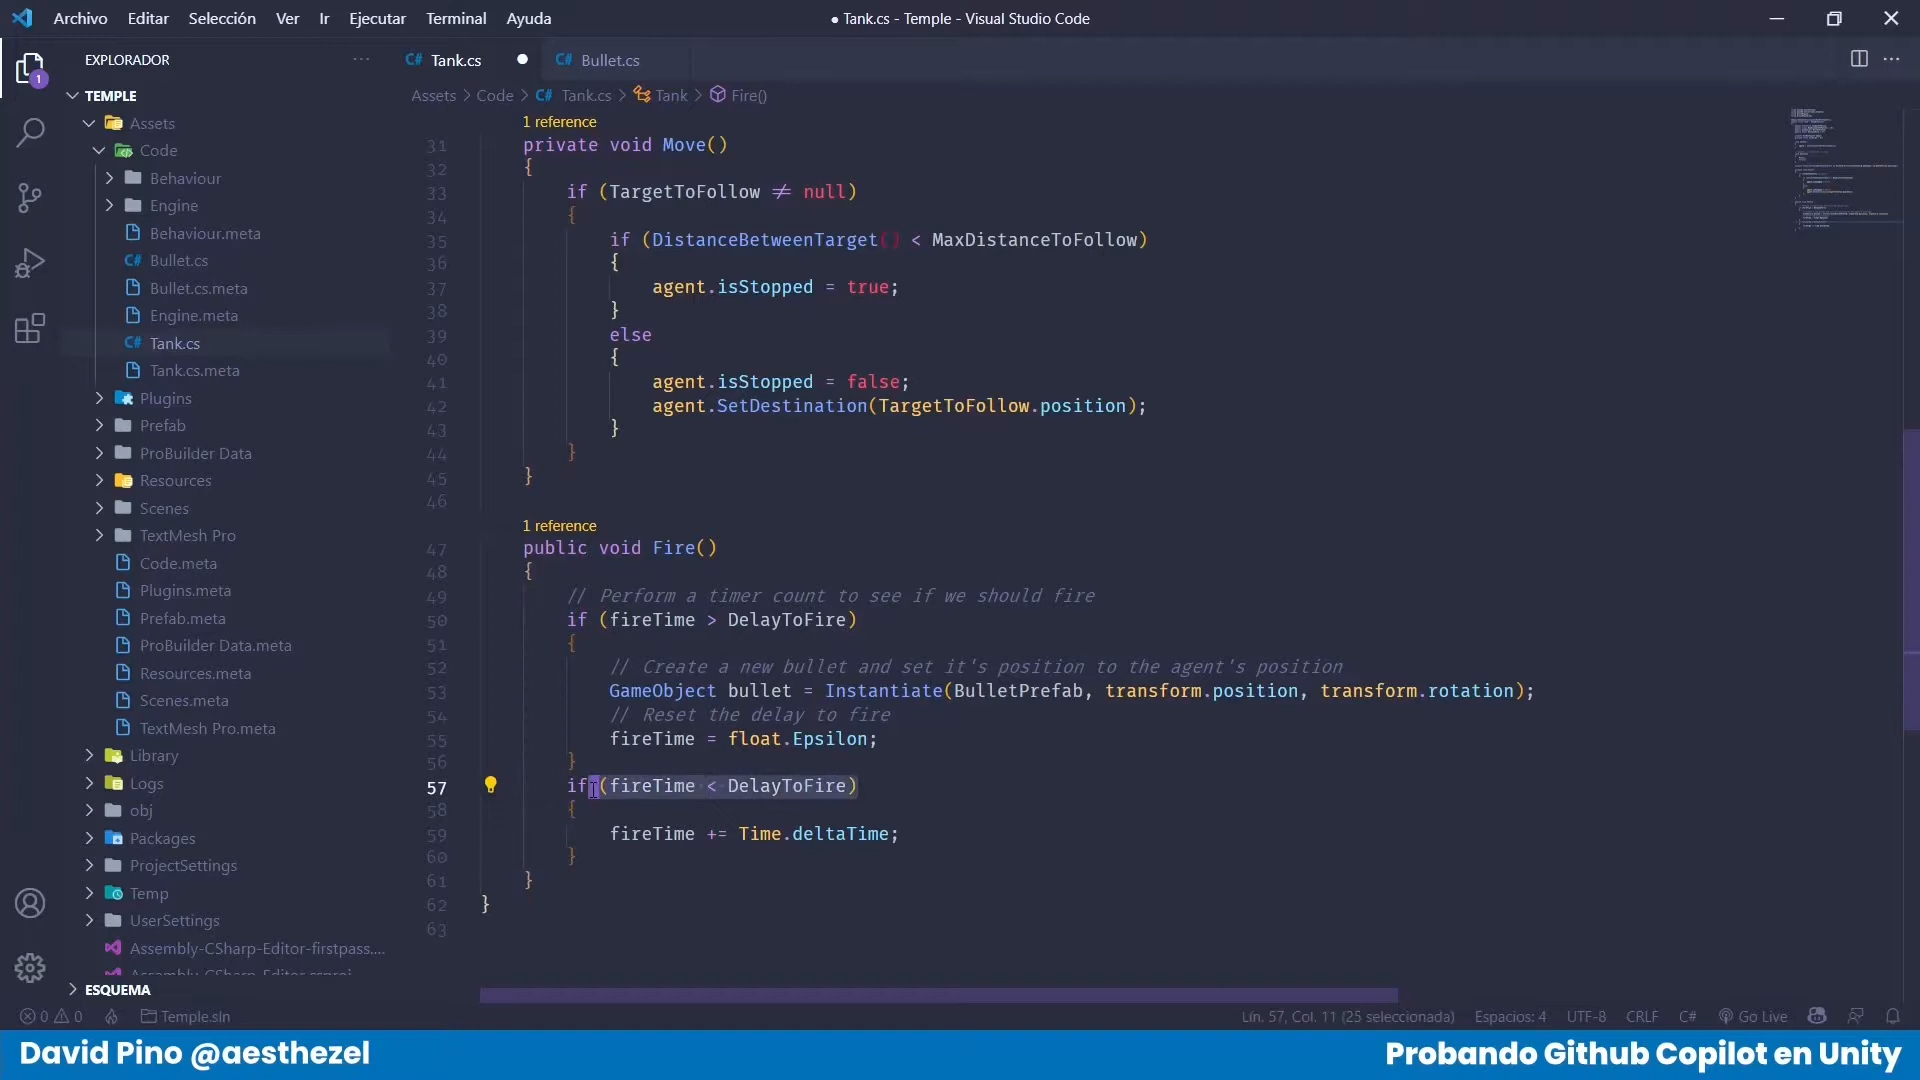 Archivo Editar Selección Ver Ir Ejecutar Terminal Ayuda
● Tank.cs - Temple - Visual Studio Code
EXPLORADOR
1
TEMPLE
Assets
Code
Behaviour
Engine
Behaviour.meta
C# Bullet.cs
Bullet.cs.meta
Engine.meta
C# Tank.cs
Tank.cs.meta
Plugins
Prefab
ProBuilder Data
Resources
Scenes
TextMesh Pro
Code.meta
Plugins.meta
Prefab.meta
ProBuilder Data.meta
Resources.meta
Scenes.meta
TextMesh Pro.meta
Library
Logs
obj
Packages
ProjectSettings
Temp
UserSettings
Assembly-CSharp-Editor-firstpass....
Assembly-CSharp-Editor.csproj
ESQUEMA
C# Tank.cs
C# Bullet.cs
Assets > Code > C# Tank.cs > Tank > Fire()
1 reference
31 private void Move()
32 {
33 if (TargetToFollow ≠ null)
34 {
35 if (DistanceBetweenTarget() < MaxDistanceToFollow)
36 {
37 agent.isStopped = true;
38 }
39 else
40 {
41 agent.isStopped = false;
42 agent.SetDestination(TargetToFollow.position);
43 }
44 }
45 }
46
1 reference
47 public void Fire()
48 {
49 // Perform a timer count to see if we should fire
50 if (fireTime > DelayToFire)
51 {
52 // Create a new bullet and set it's position to the agent's position
53 GameObject bullet = Instantiate(BulletPrefab, transform.position, transform.rotation);
54 // Reset the delay to fire
55 fireTime = float.Epsilon;
56 }
57 if (fireTime < DelayToFire)
58 {
59 fireTime += Time.deltaTime;
60 }
61 }
62 }
63
0 0 Temple.sln
Lín. 57, Col. 11 (25 seleccionada) Espacios: 4 UTF-8 CRLF C# Go Live
David Pino @aesthezel
Probando Github Copilot en Unity